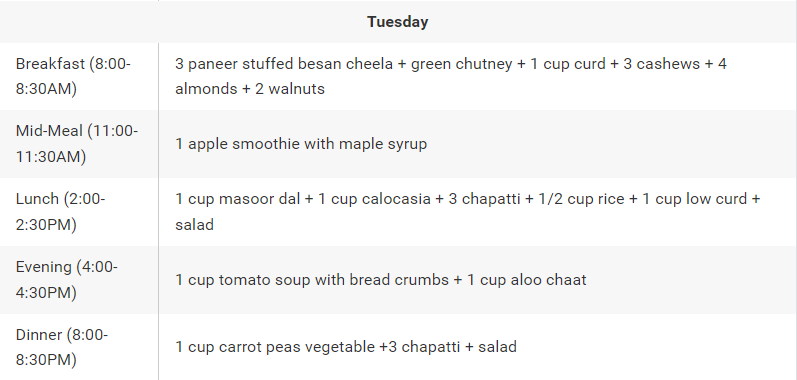 Tuesday
Breakfast (8:00-
8:30AM)
3 paneer stuffed besan cheela + green chutney + 1 cup curd + 3 cashews + 4
almonds + 2 walnuts
Mid-Meal (11:00-
11:30AM)
1 apple smoothie with maple syrup
Lunch (2:00-
2:30PM)
1 cup masoor dal + 1 cup calocasia + 3 chapatti + 1/2 cup rice + 1 cup low curd +
salad
Evening (4:00-
4:30PM)
1 cup tomato soup with bread crumbs + 1 cup aloo chaat
Dinner (8:00-
8:30PM)
1 cup carrot peas vegetable +3 chapatti + salad